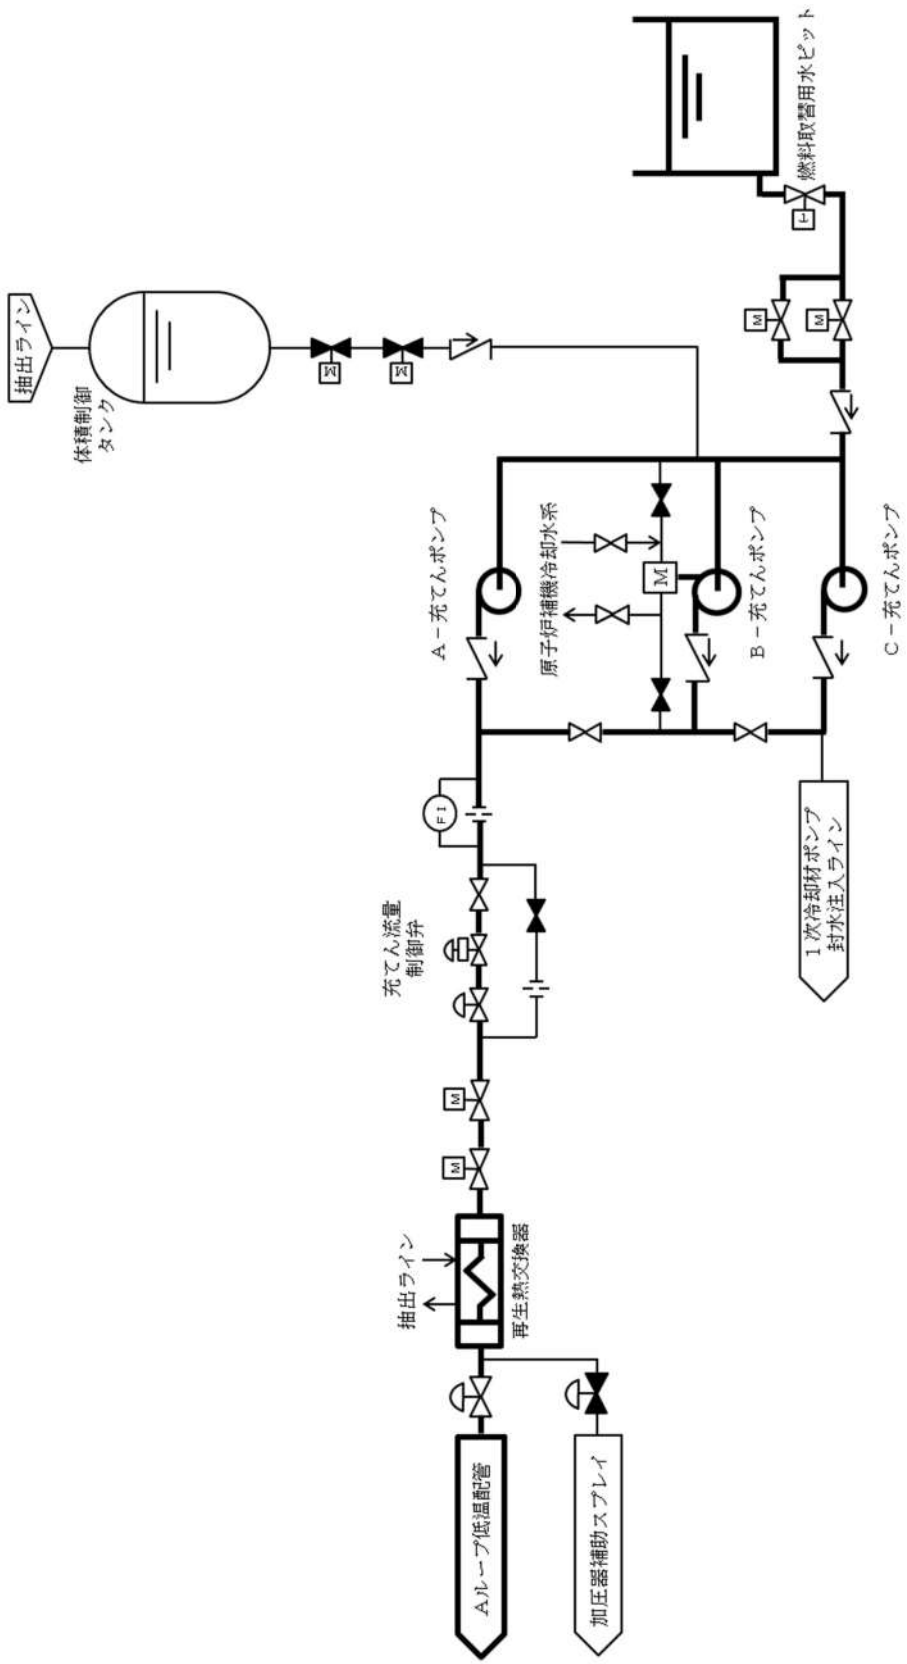 抽出ライン
体積制御
タンク
燃料取替用水ピット
M
M
M
M
A－充てんポンプ
原子炉補機冷却水系
M
B－充てんポンプ
C－充てんポンプ
FI
充てん流量
制御弁
1次冷却材ポンプ
封水注入ライン
M
M
抽出ライン
再生熱交換器
Aループ低温配管
加圧器補助スプレイ